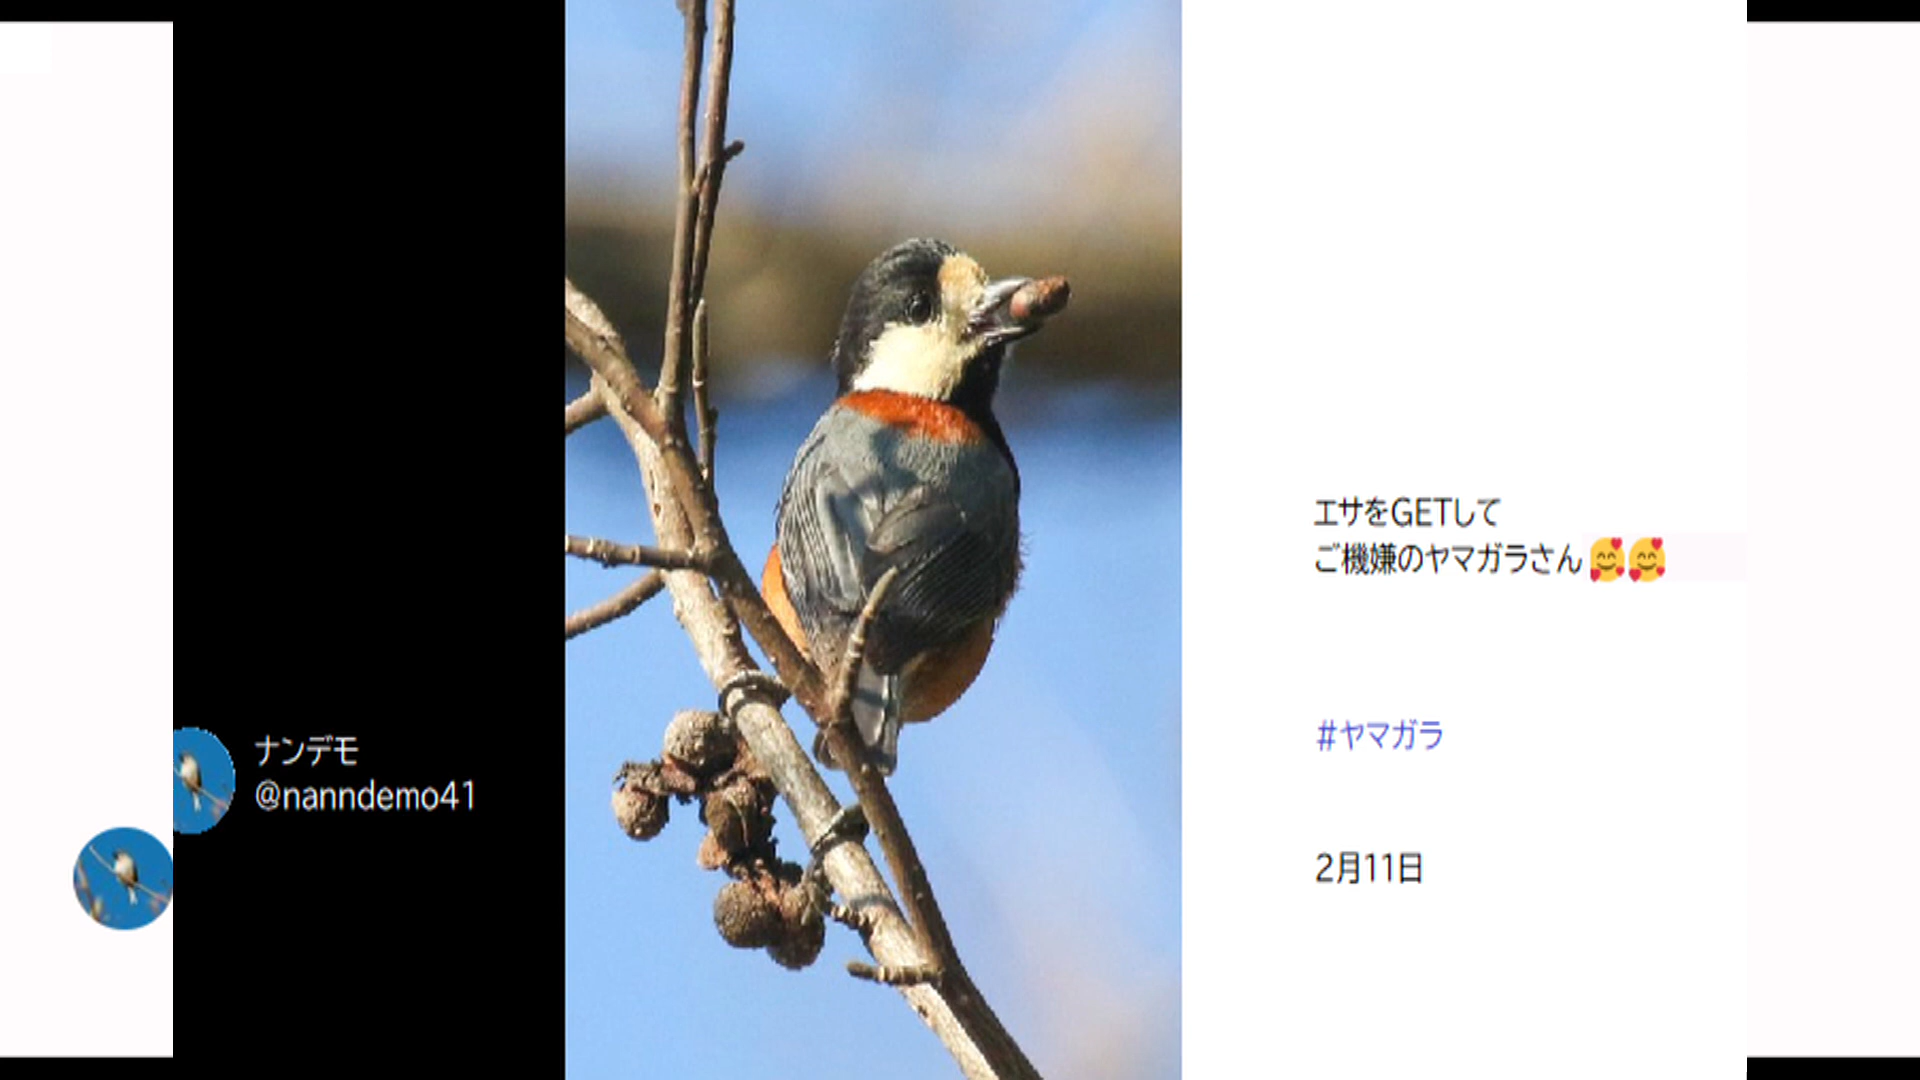 ナンデモ
@nanndemo41
エサをGETして
ご機嫌のヤマガラさん🥰🥰
#ヤマガラ
2月11日